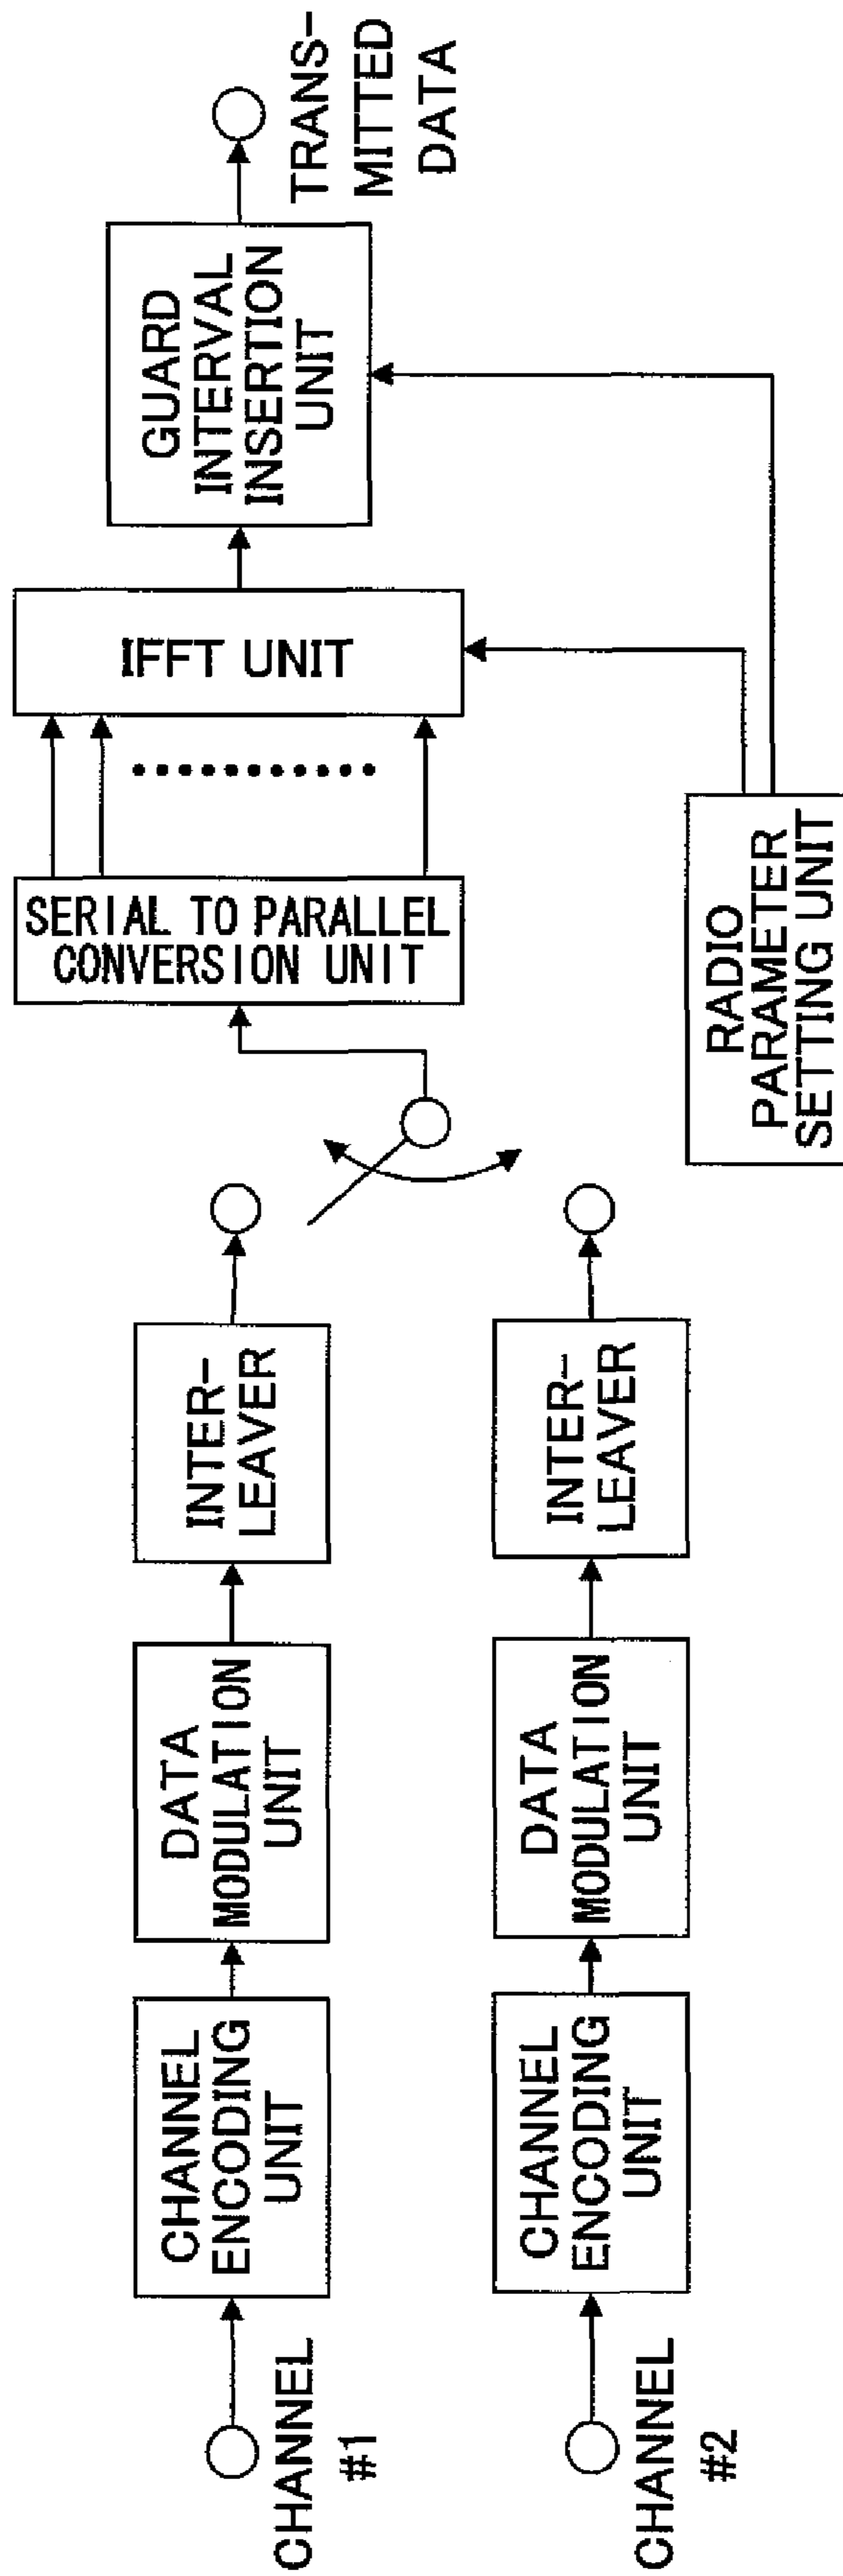 CHANNEL
#1
CHANNEL
ENCODING
UNIT
DATA
MODULATION
UNIT
INTER-
LEAVER
CHANNEL
#2
CHANNEL
ENCODING
UNIT
DATA
MODULATION
UNIT
INTER-
LEAVER
SERIAL TO PARALLEL
CONVERSION UNIT
IFFT UNIT
GUARD
INTERVAL
INSERTION
UNIT
TRANS-
MITTED
DATA
RADIO
PARAMETER
SETTING UNIT